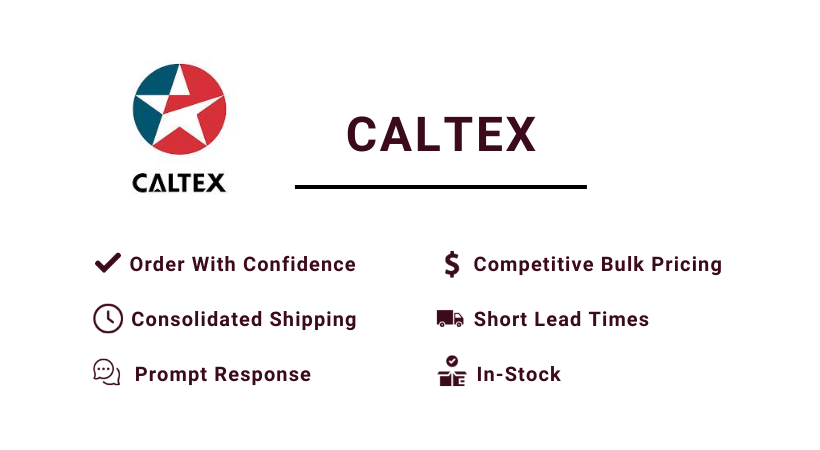 CALTEX
CALTEX
Order With Confidence
Competitive Bulk Pricing
Consolidated Shipping
Short Lead Times
Prompt Response
In-Stock